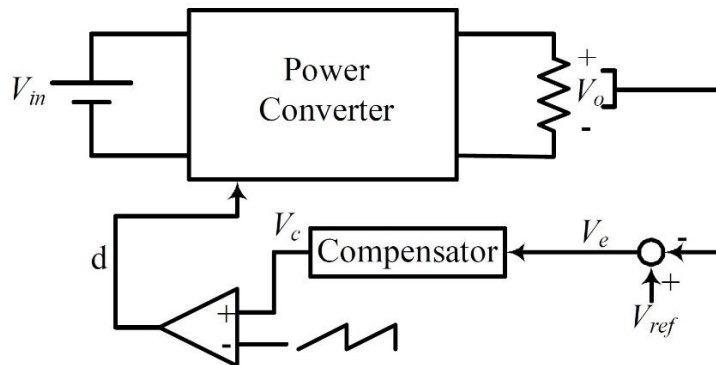 Power
Converter
+
V_in
V_o
-
V_c
Compensator
V_e
-
+
V_ref
d
+
-